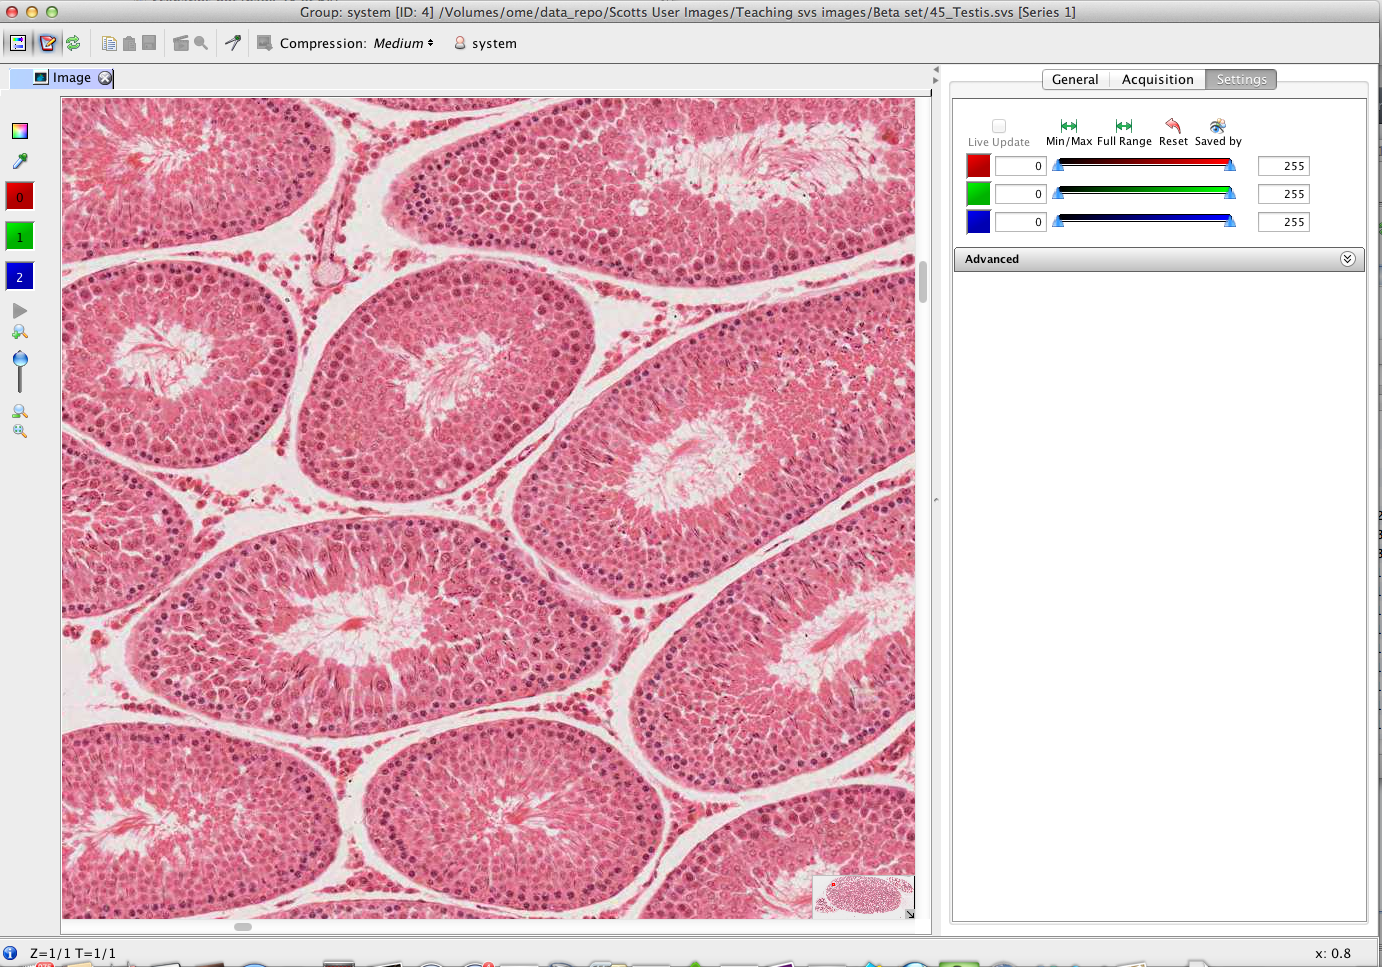 Group: system [ID: 4] /Volumes/ome/data_repo/Scotts User Images/Teaching svs images/Beta set/45_Testis.svs [Series 1]
Compression: Medium system
Image
General Acquisition Settings
Live Update Min/Max Full Range Reset Saved by
0 0 255
1 0 255
2 0 255
Advanced
Z=1/1 T=1/1
x: 0.8